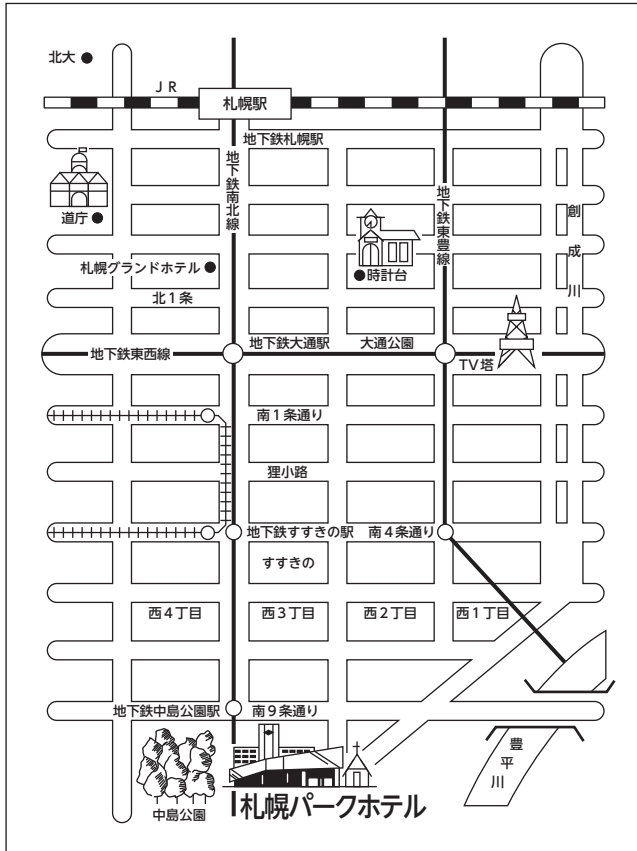 北大
JR
札幌駅
地下鉄札幌駅
地下鉄南北線
地下鉄東豊線
創成川
道庁
時計台
札幌グランドホテル
北1条
地下鉄東西線
地下鉄大通駅
大通公園
TV塔
南1条通り
狸小路
地下鉄すすきの駅
南4条通り
すすきの
西4丁目
西3丁目
西2丁目
西1丁目
地下鉄中島公園駅
南9条通り
豊平川
中島公園
札幌パークホテル